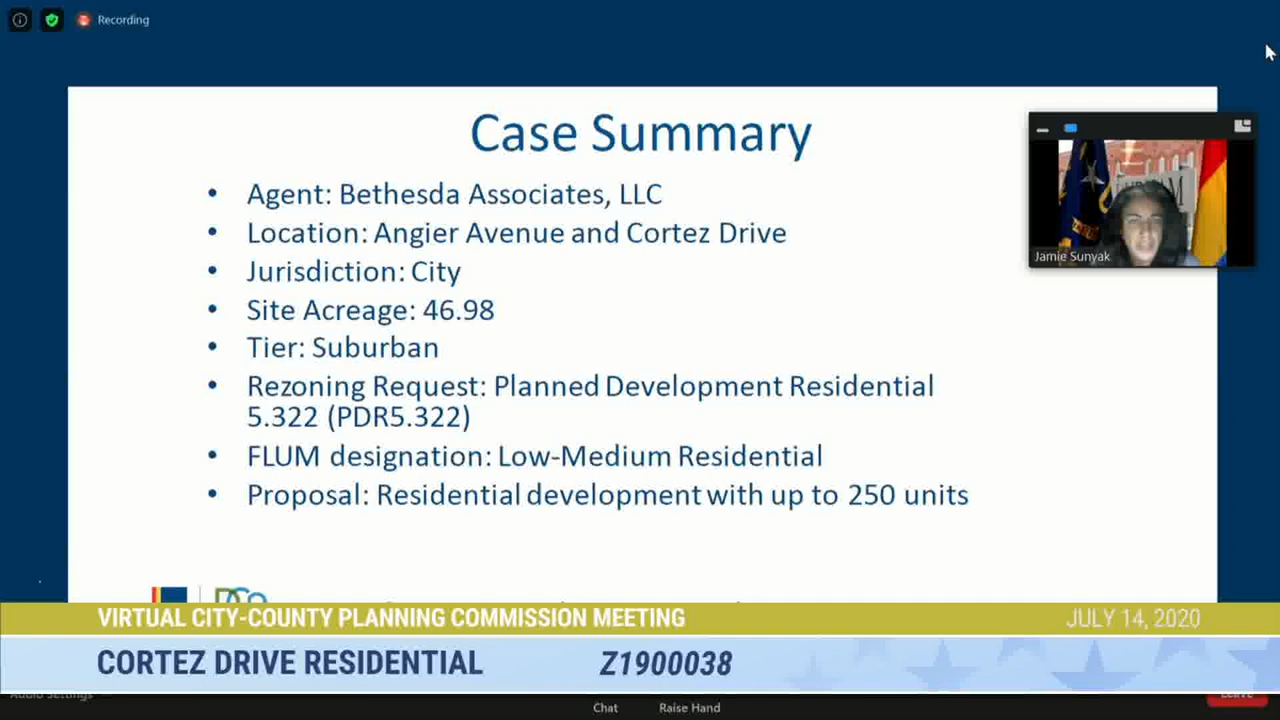 Recording
Case Summary
• Agent: Bethesda Associates, LLC
• Location: Angier Avenue and Cortez Drive
• Jurisdiction: City
• Site Acreage: 46.98
• Tier: Suburban
• Rezoning Request: Planned Development Residential
5.322 (PDR5.322)
• FLUM designation: Low-Medium Residential
• Proposal: Residential development with up to 250 units
Jamie Sunyak
VIRTUAL CITY-COUNTY PLANNING COMMISSION MEETING
JULY 14, 2020
CORTEZ DRIVE RESIDENTIAL
Z1900038
Audio Settings
Chat
Raise Hand
Leave